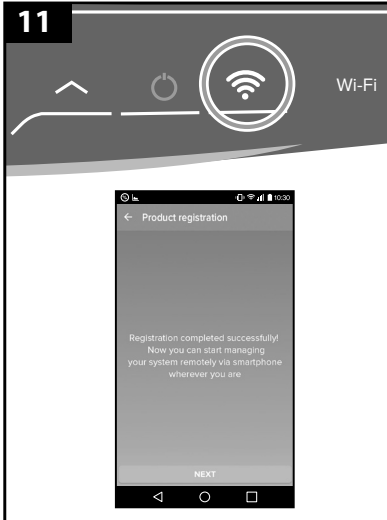 11
Wi-Fi
10:30
Product registration
Registration completed successfully!
Now you can start managing
your system remotely via smartphone
wherever you are
NEXT